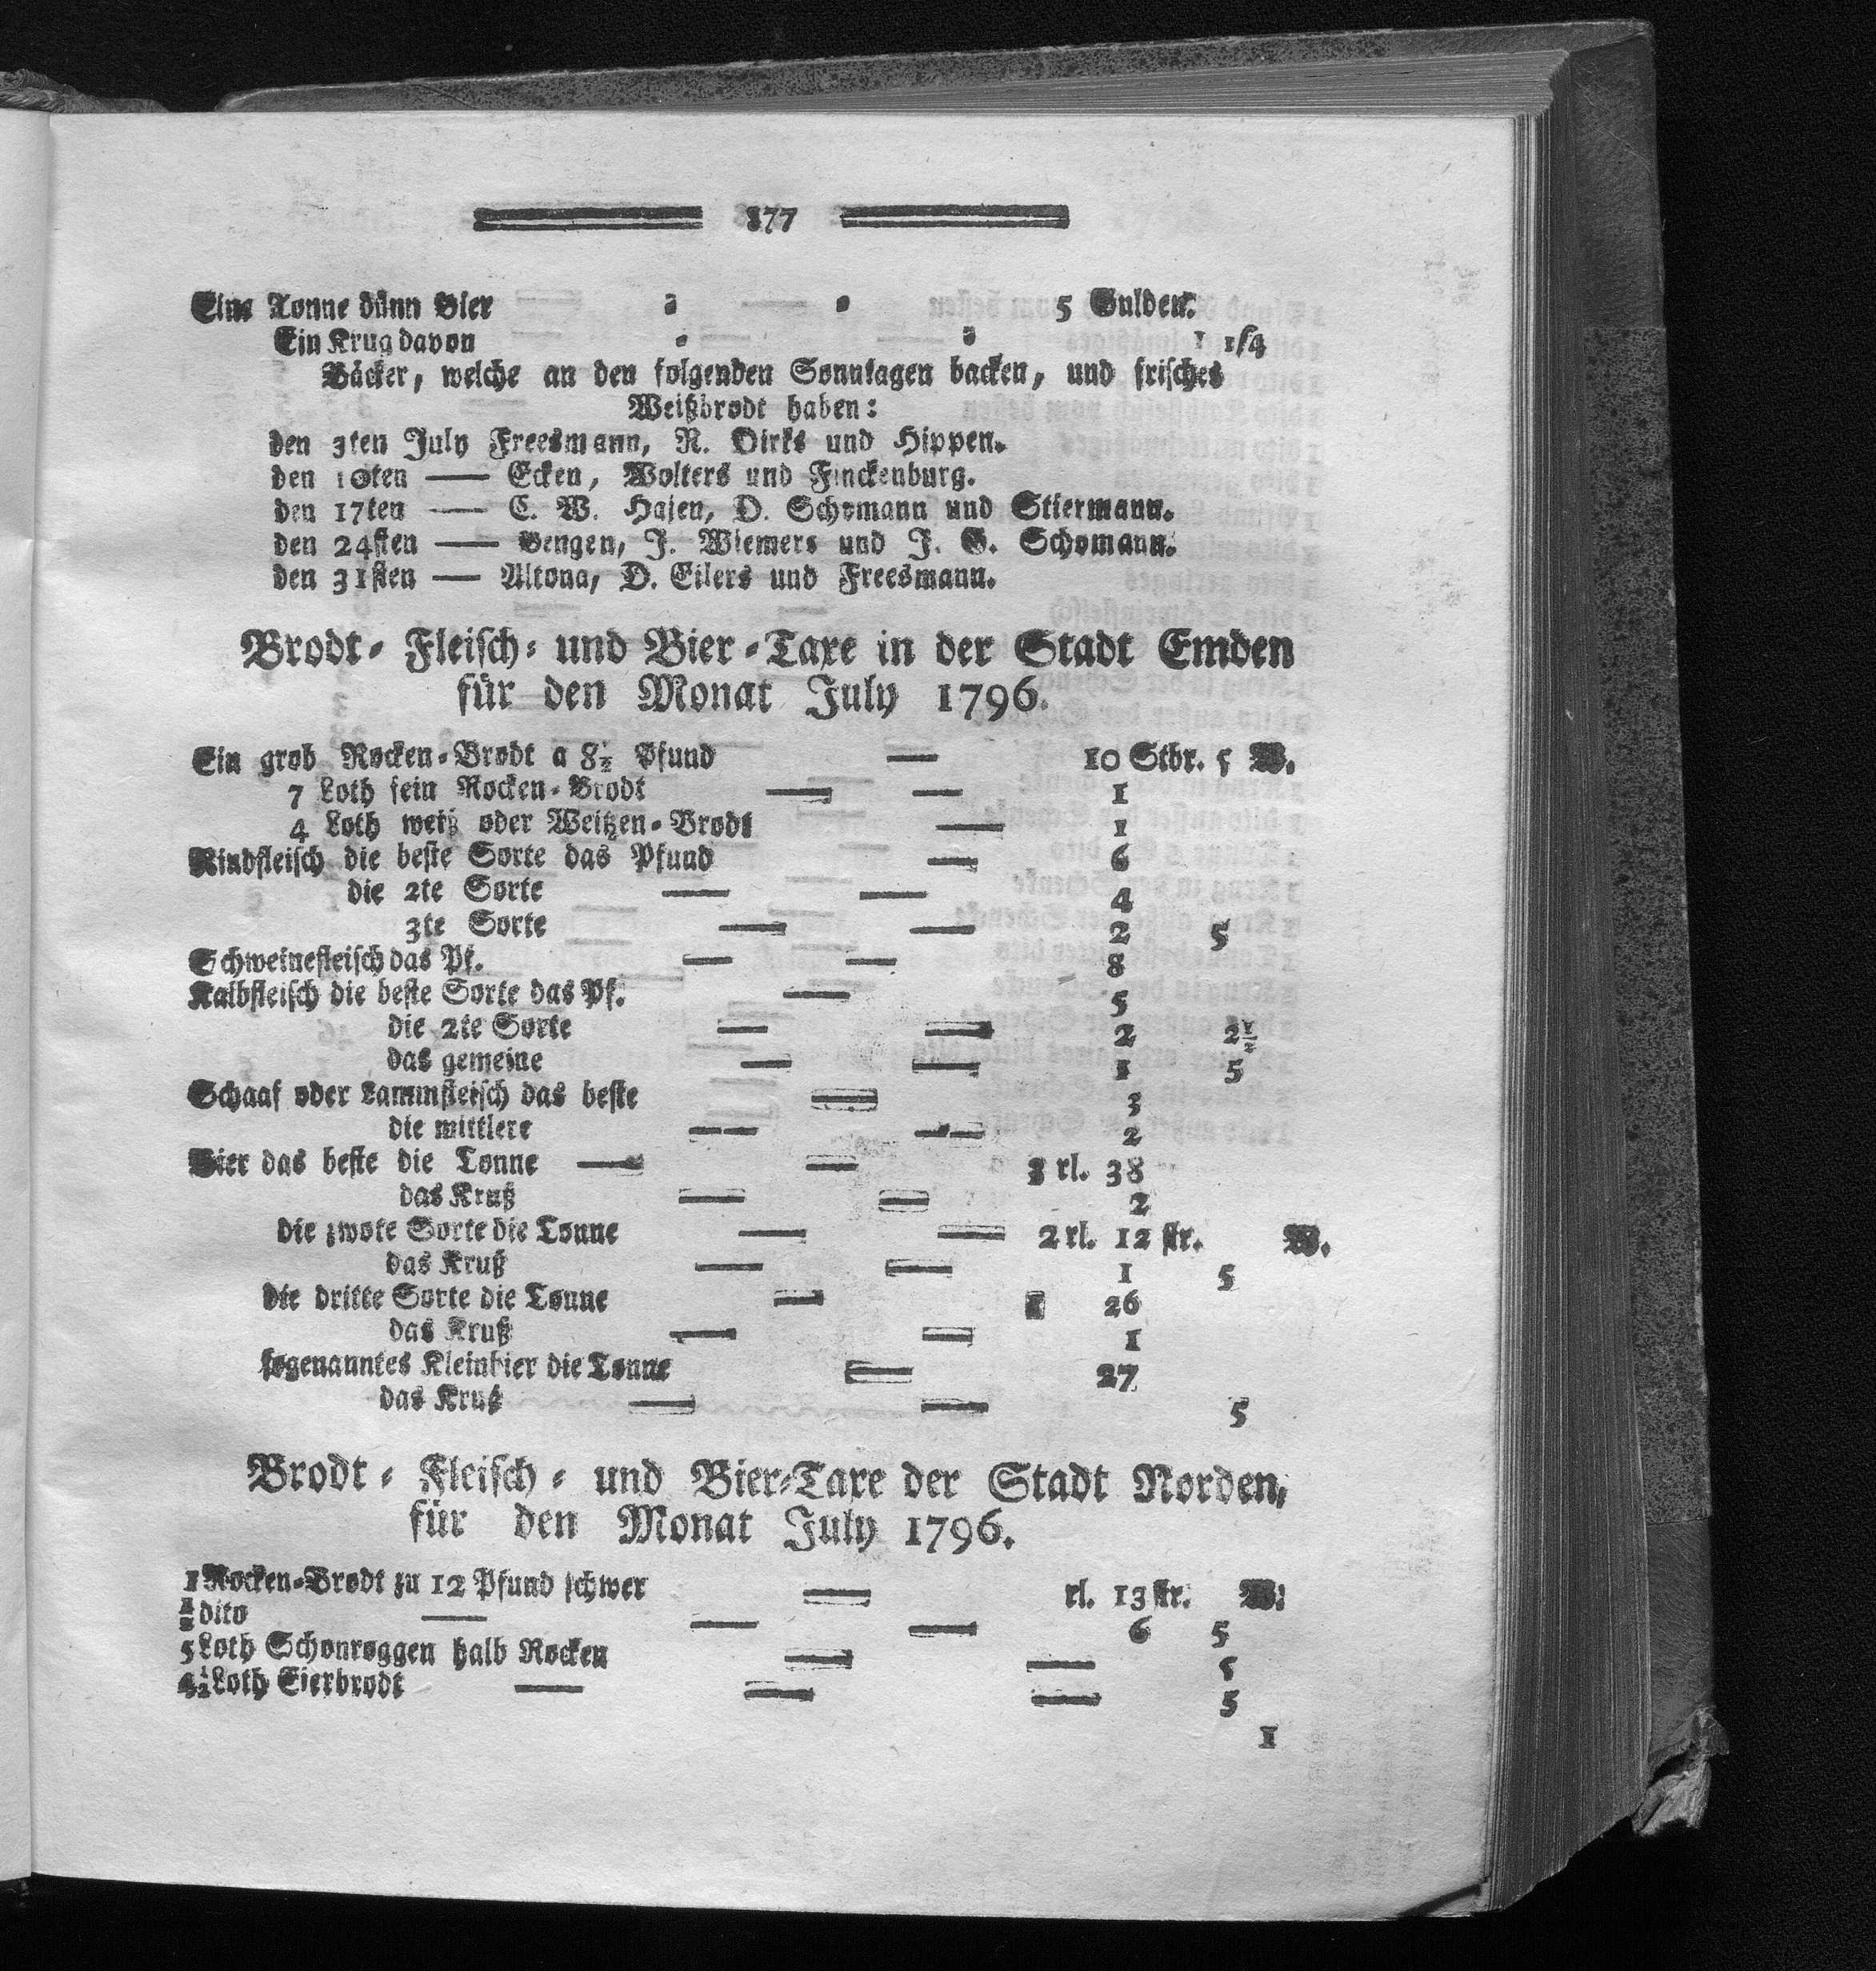 177
Eine Tonne dünn Bier = = 5 Gulden.
Ein Krug davon = = 1 1/4
Bäcker, welche an den folgenden Sonntagen backen, und frisches
Weißbrodt haben:
den 3ten July Freesmann, R. Dirks und Hippen.
den 10ten — Ecken, Wolters und Finckenburg.
den 17ten — C. W. Hajen, D. Schomann und Stiermann.
den 24sten — Gengen, J. Wiemers und J. G. Schomann.
den 31sten — Altona, D. Eilers und Freesmann.
Brodt- Fleisch- und Bier-Taxe in der Stadt Emden
für den Monat July 1796.
Ein grob Rocken-Brodt a 8½ Pfund — 10 Stbr. 5 W.
7 Loth fein Rocken-Brodt — — 1
4 Loth weiß oder Weitzen-Brodt — 1
Rindfleisch die beste Sorte das Pfund — 6
die 2te Sorte — — 4
3te Sorte — — 2 5
Schweinefleisch das Pf. — — 8
Kalbfleisch die beste Sorte das Pf. — 5
die 2te Sorte — — 2 2½
das gemeine — — 1 5
Schaaf oder Lammfleisch das beste — 3
die mittlere — — 2
Bier das beste die Tonne — — 3 rl. 38
das Kruß — — 2
die zwote Sorte die Tonne — — 2 rl. 12 str. W.
das Kruß — — 1 5
die dritte Sorte die Tonne — 1 26
das Kruß — — 1
sogenanntes Kleinbier die Tonne — 27
das Kruß — — 5
Brodt- Fleisch- und Bier-Taxe der Stadt Norden,
für den Monat July 1796.
1 Rocken-Brodt zu 12 Pfund schwer — rl. 13 str. W.
½ dito — — — 6 5
5 Loth Schonroggen halb Rocken — — 5
4½ Loth Eierbrodt — — — 5
1